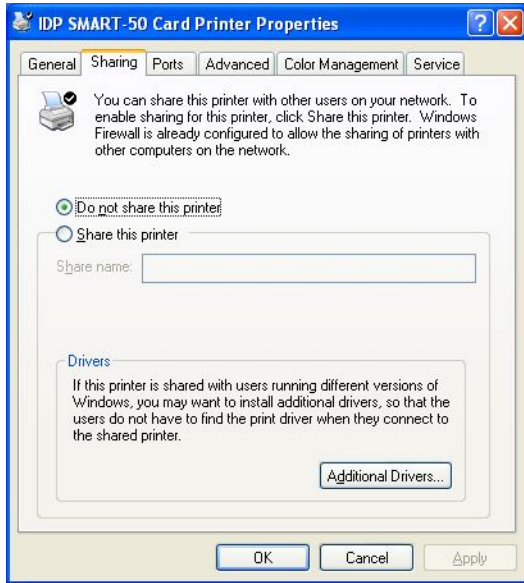 IDP SMART-50 Card Printer Properties
General Sharing Ports Advanced Color Management Service
You can share this printer with other users on your network. To
enable sharing for this printer, click Share this printer. Windows
Firewall is already configured to allow the sharing of printers with
other computers on the network.
Do not share this printer
Share this printer
Share name:
Drivers
If this printer is shared with users running different versions of
Windows, you may want to install additional drivers, so that the
users do not have to find the print driver when they connect to
the shared printer.
Additional Drivers...
OK Cancel Apply